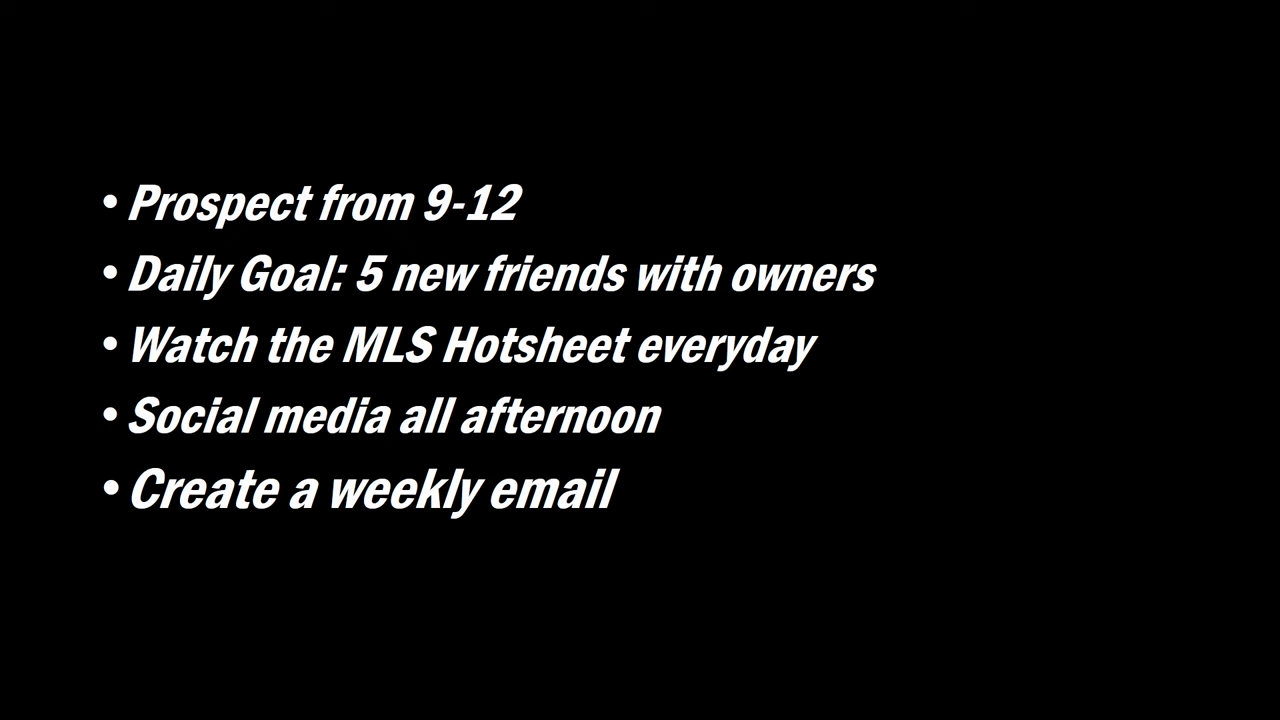 • Prospect from 9-12
• Daily Goal: 5 new friends with owners
• Watch the MLS Hotsheet everyday
• Social media all afternoon
• Create a weekly email